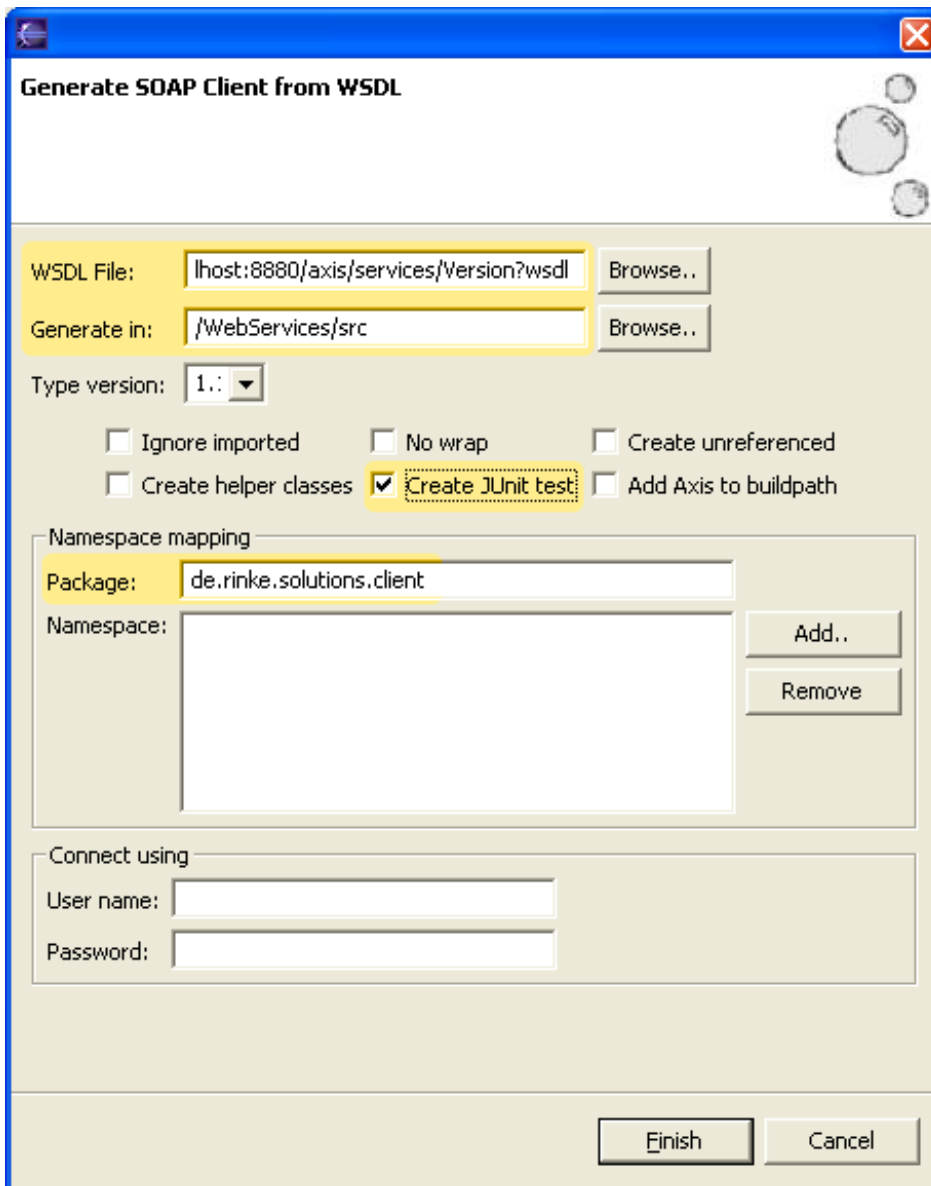 Generate SOAP Client from WSDL
WSDL File: lhost:8880/axis/services/Version?wsdl Browse..
Generate in: /WebServices/src Browse..
Type version: 1.
Ignore imported No wrap Create unreferenced
Create helper classes Create JUnit test Add Axis to buildpath
Namespace mapping
Package: de.rinke.solutions.client
Namespace: Add..
Remove
Connect using
User name:
Password:
Finish Cancel